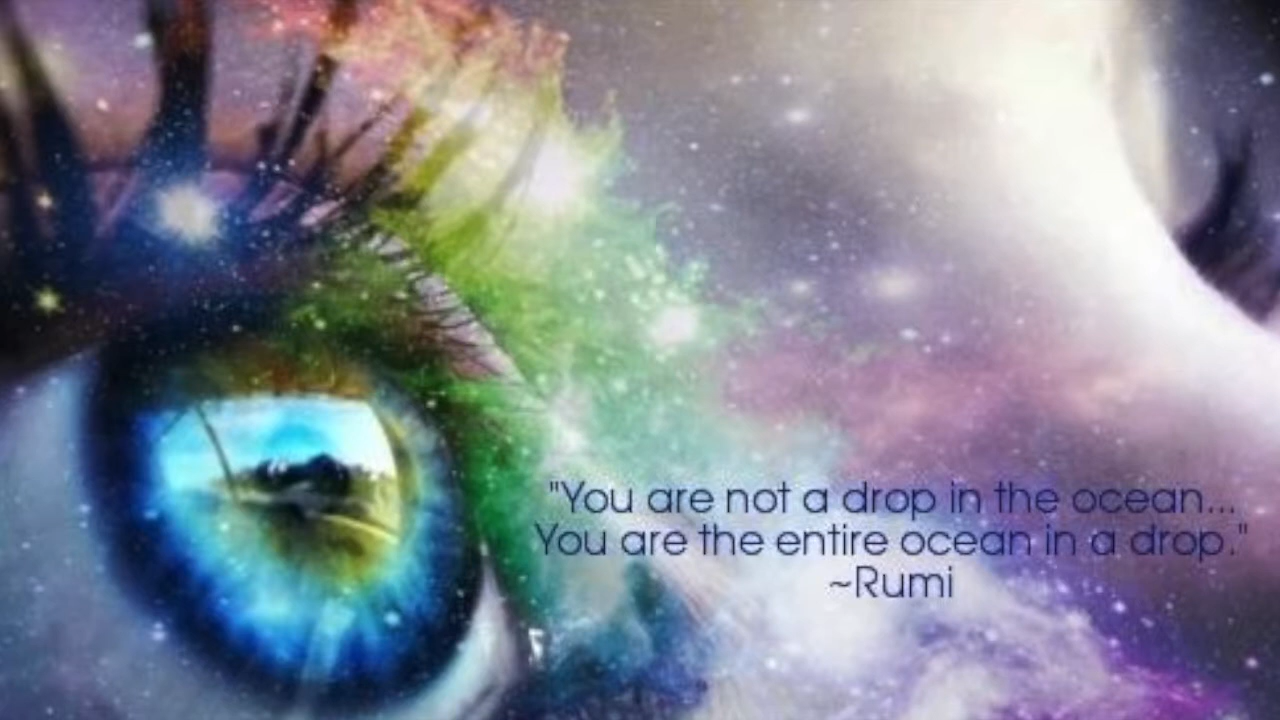 "You are not a drop in the ocean...
You are the entire ocean in a drop."
~Rumi